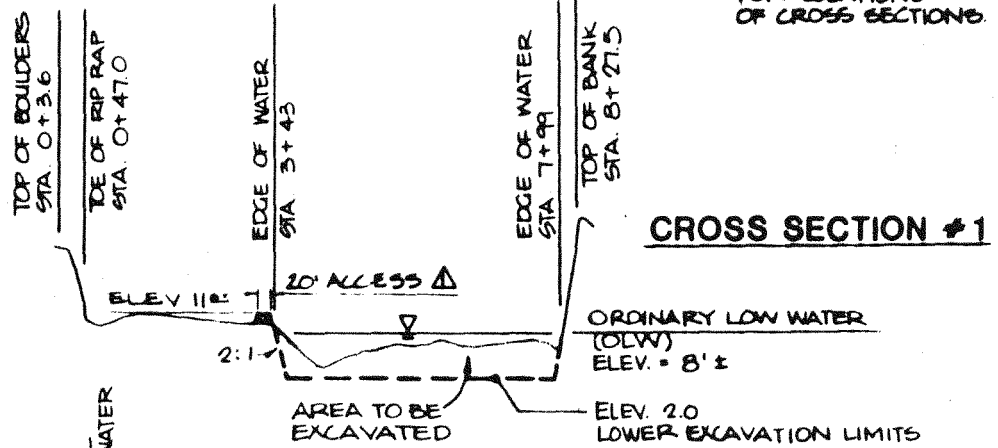 OF CROSS SECTIONS.
TOP OF BOULDERS
STA. 0+3.6
TOE OF RIP RAP
STA. 0+47.0
EDGE OF WATER
STA 3+43
EDGE OF WATER
STA 7+99
TOP OF BANK
STA. 8+27.5
CROSS SECTION #1
20' ACCESS
ELEV 11
2:1
ORDINARY LOW WATER
(OLW)
ELEV. = 8' ±
AREA TO BE
EXCAVATED
ELEV. 2.0
LOWER EXCAVATION LIMITS
WATER